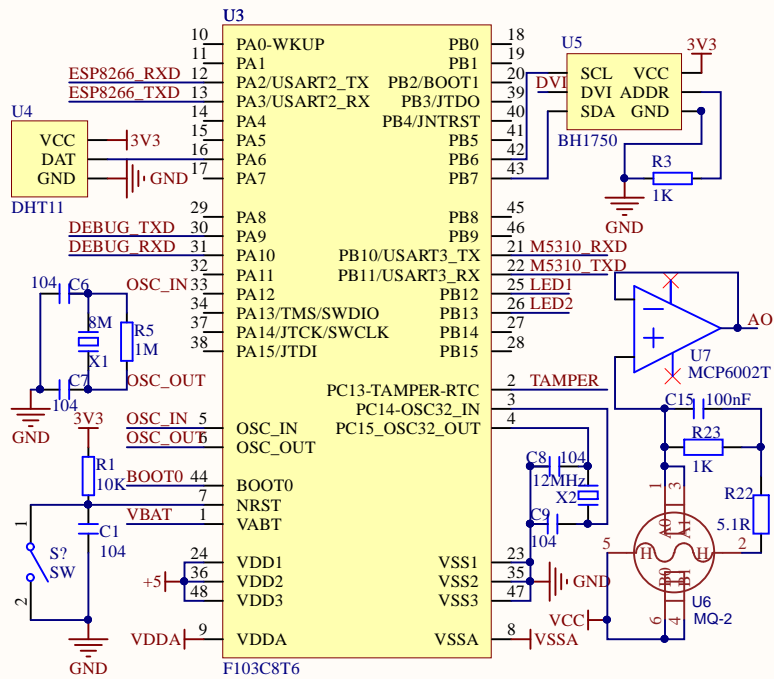 U3
10 PA0-WKUP PB0 18
11 PA1 PB1 19
ESP8266_RXD 12 PA2/USART2_TX PB2/BOOT1 20
ESP8266_TXD 13 PA3/USART2_RX PB3/JTDO 39
14 PA4 PB4/JNTRST 40
15 PA5 PB5 41
16 PA6 PB6 42
17 PA7 PB7 43
29 PA8 PB8 45
DEBUG_TXD 30 PA9 PB9 46
DEBUG_RXD 31 PA10 PB10/USART3_TX 21 M5310_RXD
32 PA11 PB11/USART3_RX 22 M5310_TXD
33 PA12 PB12 25 LED1
34 PA13/TMS/SWDIO PB13 26 LED2
37 PA14/JTCK/SWCLK PB14 27
38 PA15/JTDI PB15 28
PC13-TAMPER-RTC 2 TAMPER
PC14-OSC32_IN 3
PC15_OSC32_OUT 4
OSC_IN 5 OSC_IN
OSC_OUT 6 OSC_OUT
BOOT0 44 BOOT0
7 NRST
VBAT 1 VABT
24 VDD1 VSS1 23
+5 36 VDD2 VSS2 35 GND
48 VDD3 VSS3 47
VDDA 9 VDDA VSSA 8 VSSA
F103C8T6
U4
VCC 3V3
DAT
GND GND
DHT11
104 C6 OSC_IN
8M
R5
X1 1M
C7 OSC_OUT
104
GND
3V3
R1
10K
1
C1
104
S?
SW
2
GND
U5
3V3
SCL VCC
DVI DVI ADDR
SDA GND
BH1750
R3
1K
GND
AO
U7
MCP6002T
C15 100nF
R23
1K
R22
5.1R
1 3
A0 A1
5 H H 2
B0 B1
6 4
U6
MQ-2
VCC
C8 104
12MHz
X2
C9
104